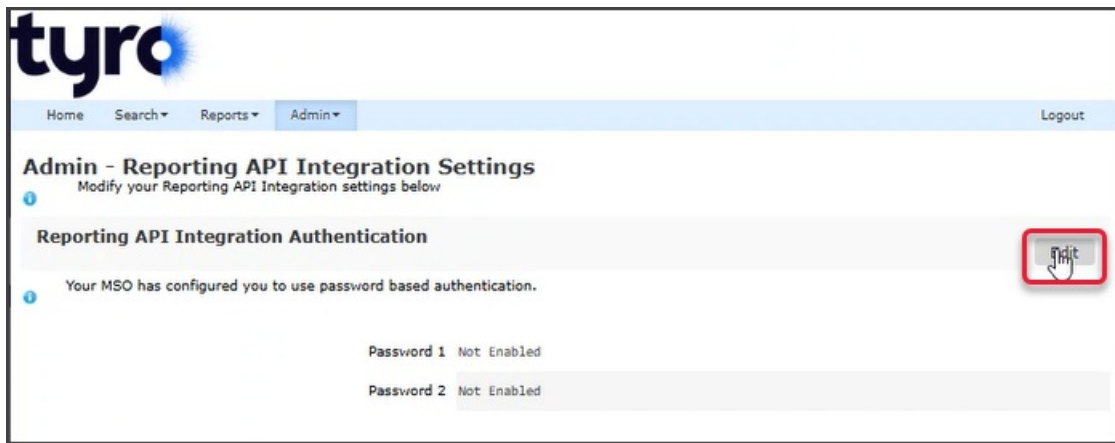 tyro
Home Search Reports Admin Logout
Admin - Reporting API Integration Settings
Modify your Reporting API Integration settings below
Reporting API Integration Authentication
Edit
Your MSO has configured you to use password based authentication.
Password 1 Not Enabled
Password 2 Not Enabled